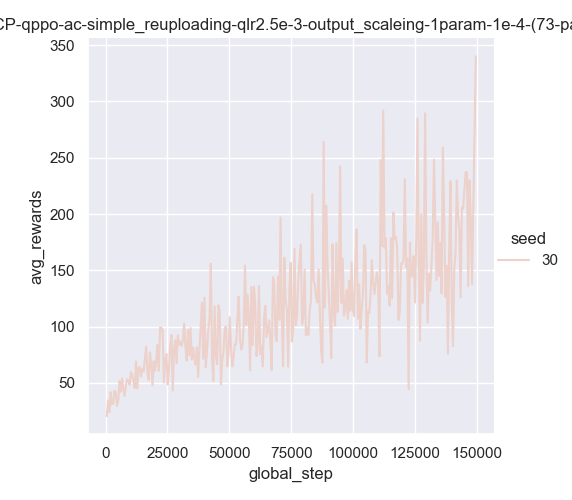 CP-qppo-ac-simple_reuploading-qlr2.5e-3-output_scaleing-1param-1e-4-(73-pa
350
300
250
200
150
100
50
avg_rewards
0 25000 50000 75000 100000 125000 150000
global_step
seed
30